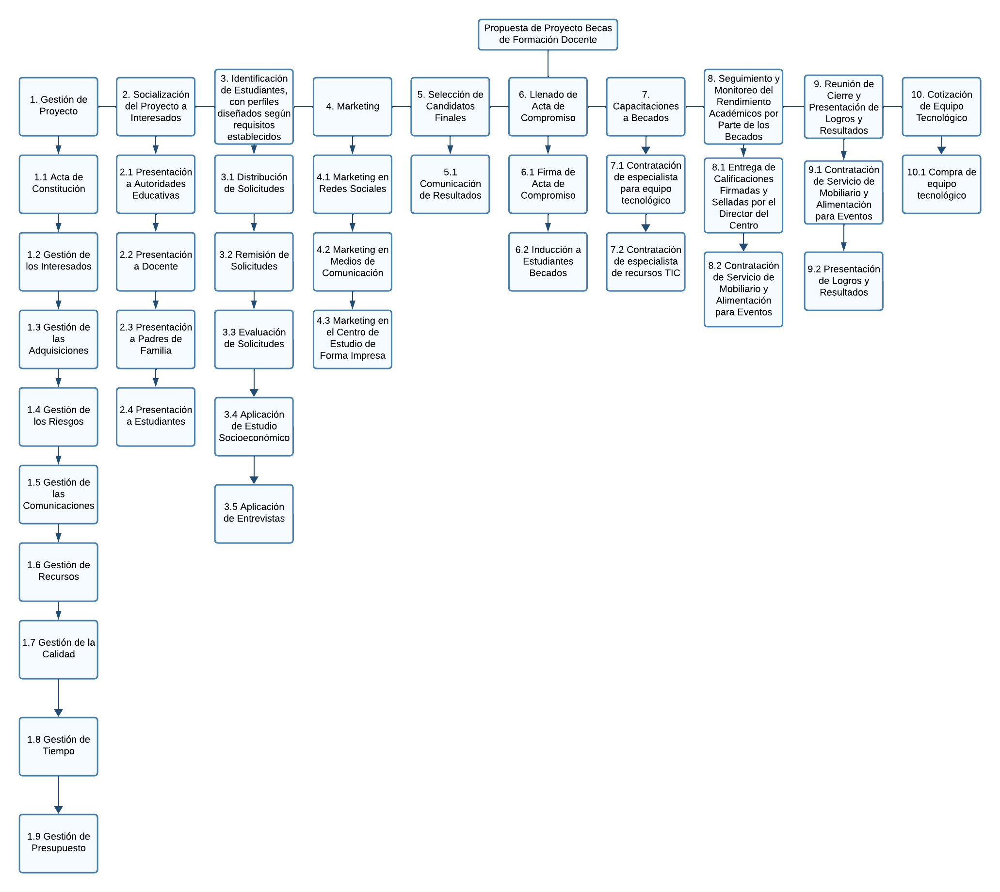 Propuesta de Proyecto Becas
de Formación Docente
1. Gestión de
Proyecto
2. Socialización
del Proyecto a
Interesados
3. Identificación
de Estudiantes,
con perfiles
diseñados según
requisitos
establecidos
4. Marketing
5. Selección de
Candidatos
Finales
6. Llenado de
Acta de
Compromiso
7.
Capacitaciones
a Becados
8. Seguimiento y
Monitoreo del
Rendimiento
Académicos por
Parte de los
Becados
9. Reunión de
Cierre y
Presentación de
Logros y
Resultados
10. Cotización
de Equipo
Tecnológico
1.1 Acta de
Constitución
1.2 Gestión de
los Interesados
1.3 Gestión de
las
Adquisiciones
1.4 Gestión de
los Riesgos
1.5 Gestión de
las
Comunicaciones
1.6 Gestión de
Recursos
1.7 Gestión de la
Calidad
1.8 Gestión de
Tiempo
1.9 Gestión de
Presupuesto
2.1 Presentación
a Autoridades
Educativas
2.2 Presentación
a Docente
2.3 Presentación
a Padres de
Familia
2.4 Presentación
a Estudiantes
3.1 Distribución
de Solicitudes
3.2 Remisión de
Solicitudes
3.3 Evaluación
de Solicitudes
3.4 Aplicación
de Estudio
Socioeconómico
3.5 Aplicación
de Entrevistas
4.1 Marketing en
Redes Sociales
4.2 Marketing en
Medios de
Comunicación
4.3 Marketing en
el Centro de
Estudio de
Forma Impresa
5.1
Comunicación
de Resultados
6.1 Firma de
Acta de
Compromiso
6.2 Inducción a
Estudiantes
Becados
7.1 Contratación
de especialista
para equipo
tecnológico
7.2 Contratación
de especialista
de recursos TIC
8.1 Entrega de
Calificaciones
Firmadas y
Selladas por el
Director del
Centro
8.2 Contratación
de Servicio de
Mobiliario y
Alimentación
para Eventos
9.1 Contratación
de Servicio de
Mobiliario y
Alimentación
para Eventos
9.2 Presentación
de Logros y
Resultados
10.1 Compra de
equipo
tecnológico